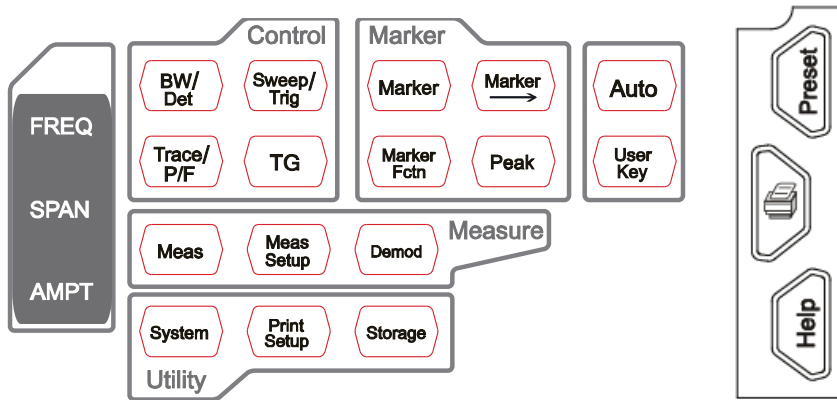 Control
Marker
BW/
Det
Sweep/
Trig
Marker
Marker
Auto
FREQ
Trace/
P/F
TG
Marker
Fctn
Peak
User
Key
SPAN
Meas
Meas
Setup
Demod
Measure
AMPT
System
Print
Setup
Storage
Utility
Preset
Help